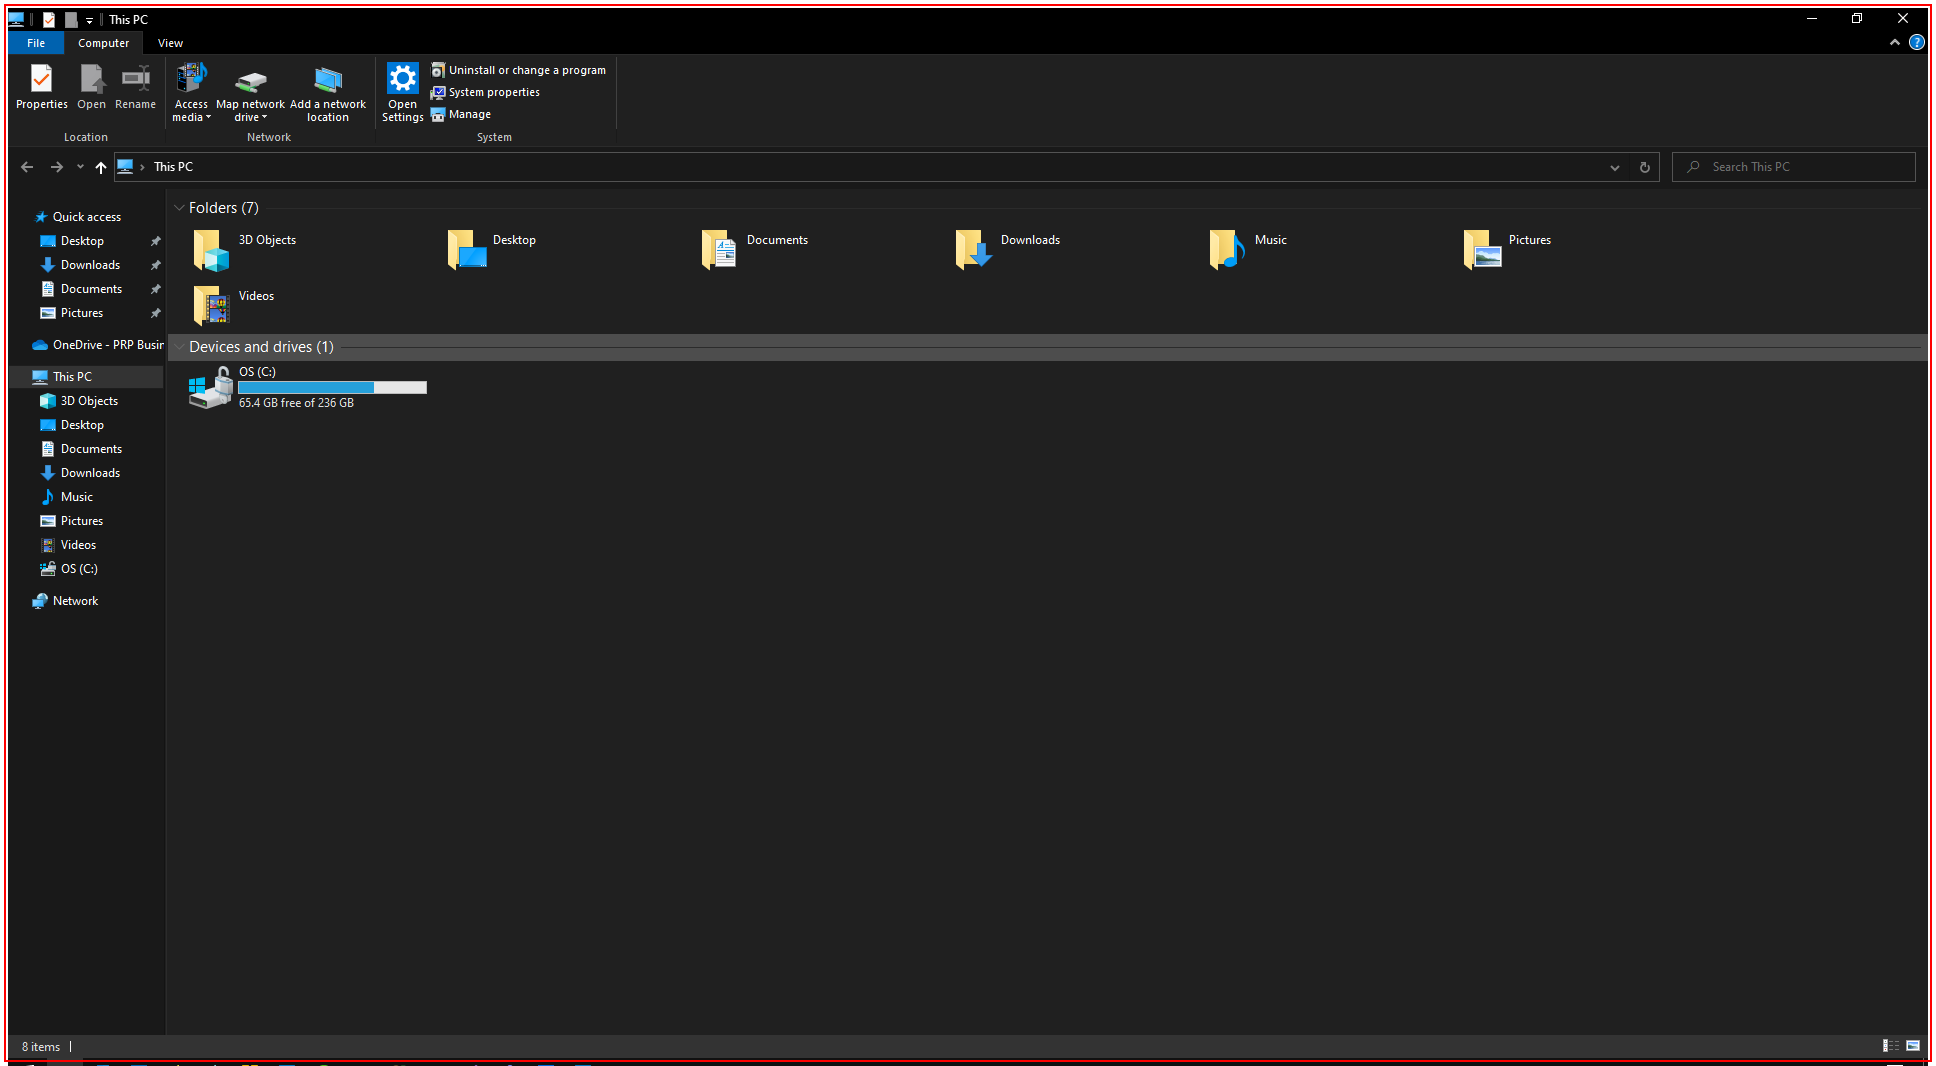 This PC
File Computer View
Properties Open Rename Access media Map network drive Add a network location Open Settings
Uninstall or change a program
System properties
Manage
Location Network System
This PC
Search This PC
Quick access
Desktop
Downloads
Documents
Pictures
OneDrive - PRP Busin
This PC
3D Objects
Desktop
Documents
Downloads
Music
Pictures
Videos
OS (C:)
Network
Folders (7)
3D Objects
Desktop
Documents
Downloads
Music
Pictures
Videos
Devices and drives (1)
OS (C:)
65.4 GB free of 236 GB
8 items